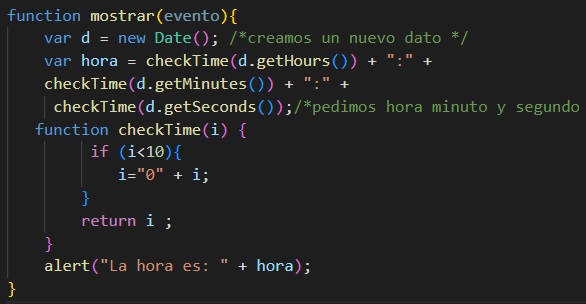 function mostrar(evento){
var d = new Date(); /*creamos un nuevo dato */
var hora = checkTime(d.getHours()) + ":" +
checkTime(d.getMinutes()) + ":" +
checkTime(d.getSeconds());/*pedimos hora minuto y segundo
function checkTime(i) {
if (i<10){
i="0" + i;
}
return i ;
}
alert("La hora es: " + hora);
}